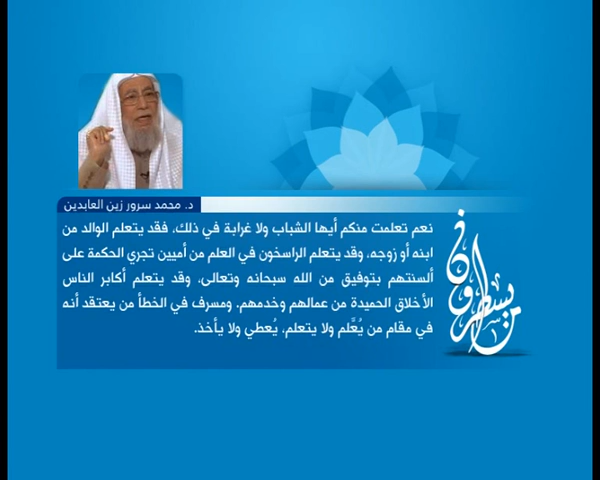 د. محمد سرور زين العابدين
نعم تعلمت منكم أيها الشباب ولا غرابة في ذلك، فقد يتعلم الوالد من
ابنه أو زوجه، وقد يتعلم الراسخون في العلم من أميين تجري الحكمة على
ألسنتهم بتوفيق من الله سبحانه وتعالى، وقد يتعلم أكابر الناس
الأخلاق الحميدة من عمالهم وخدمهم. ومسرف في الخطأ من يعتقد أنه
في مقام من يُعَّلم ولا يتعلم، يُعطي ولا يأخذ.